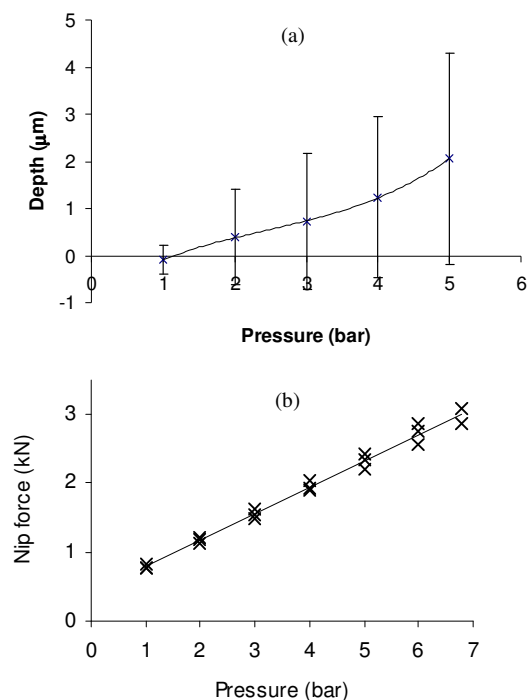 (a)
5
4
3
2
1
0
-1
0 1 2 3 4 5 6
Depth (μm)
Pressure (bar)
(b)
3
2
1
0
0 1 2 3 4 5 6 7
Nip force (kN)
Pressure (bar)